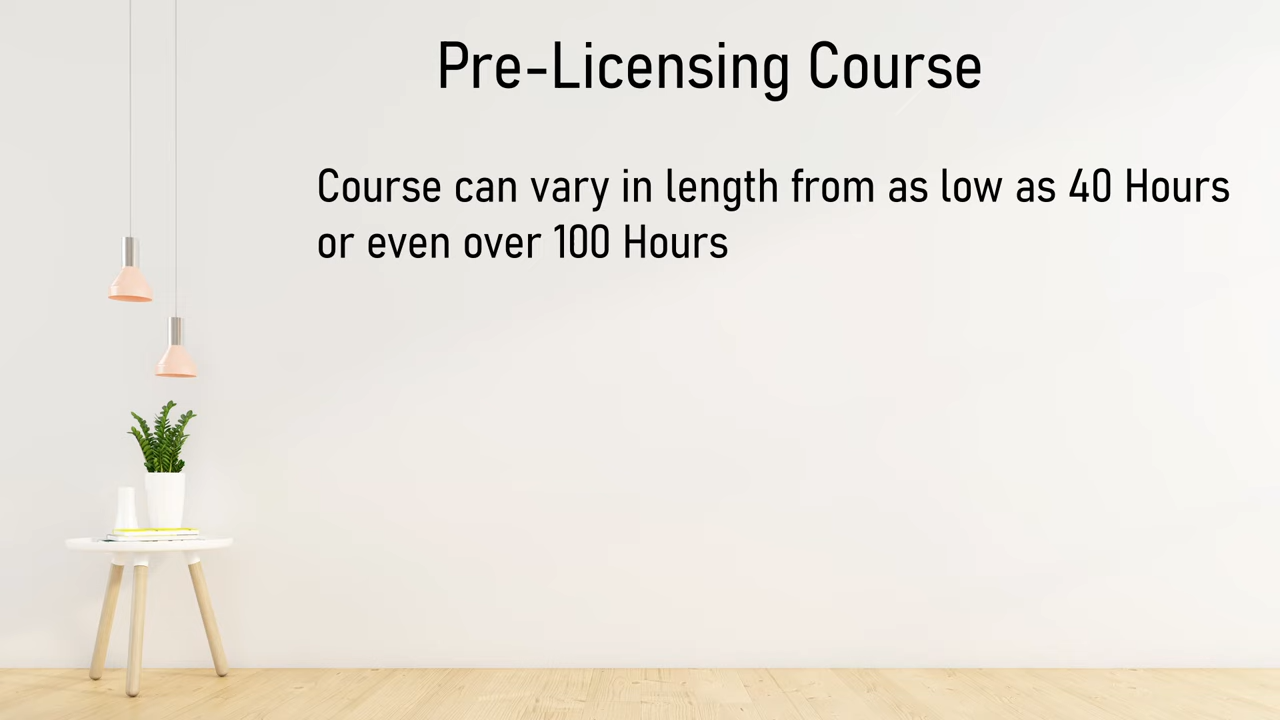 Pre-Licensing Course
Course can vary in length from as low as 40 Hours
or even over 100 Hours